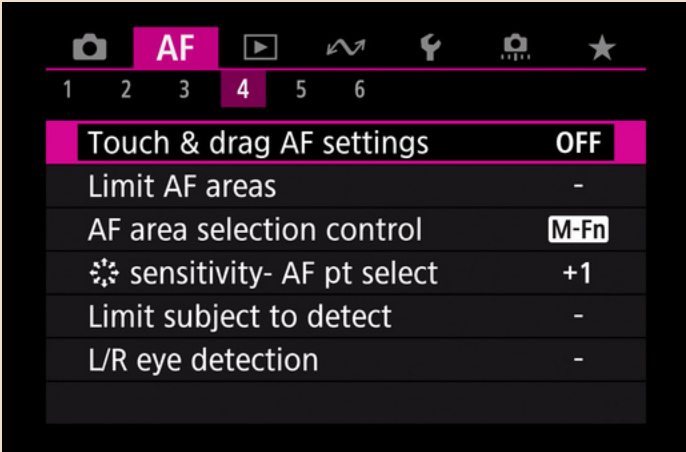 AF
1 2 3 4 5 6
Touch & drag AF settings OFF
Limit AF areas -
AF area selection control M-Fn
sensitivity- AF pt select +1
Limit subject to detect -
L/R eye detection -